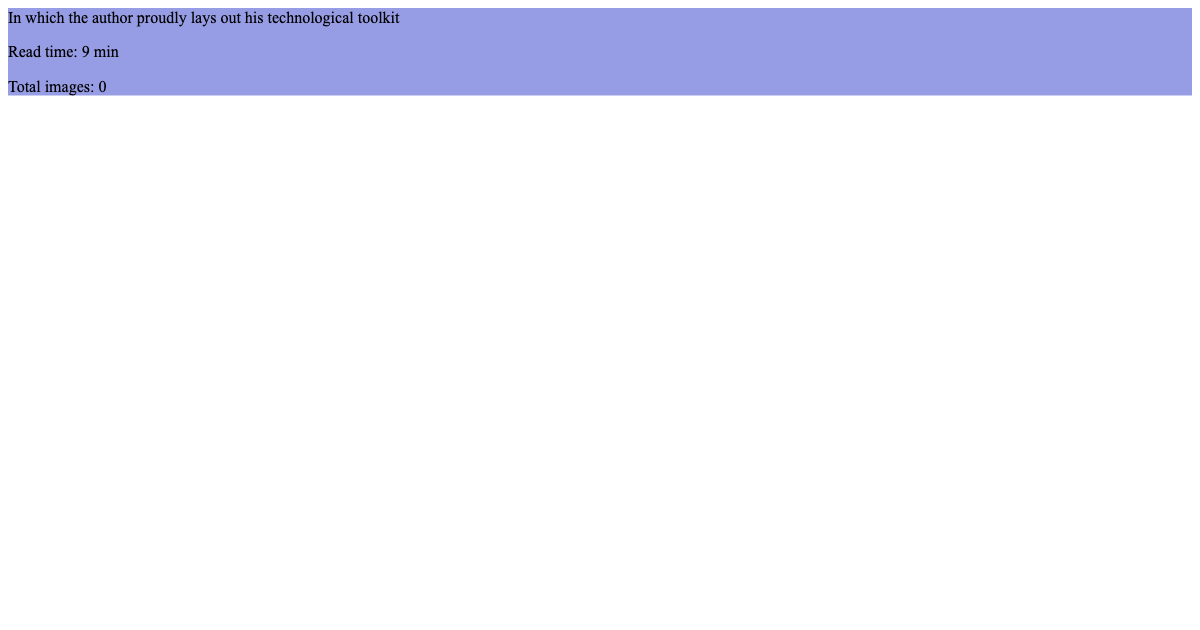 In which the author proudly lays out his technological toolkit
Read time: 9 min
Total images: 0